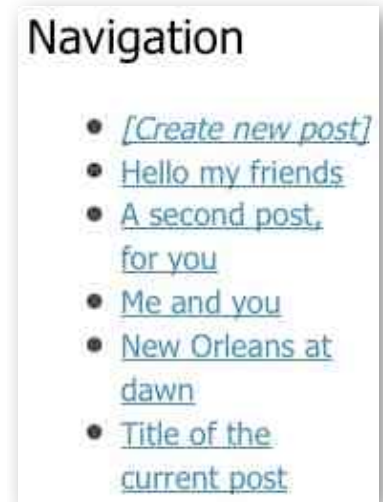 Navigation
[Create new post]
Hello my friends
A second post,
for you
Me and you
New Orleans at
dawn
Title of the
current post